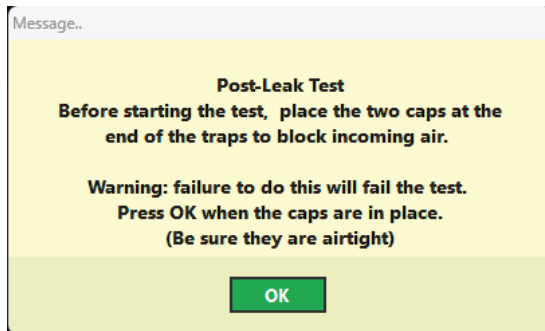 Message..
Post-Leak Test
Before starting the test,  place the two caps at the
end of the traps to block incoming air.
Warning: failure to do this will fail the test.
Press OK when the caps are in place.
(Be sure they are airtight)
OK